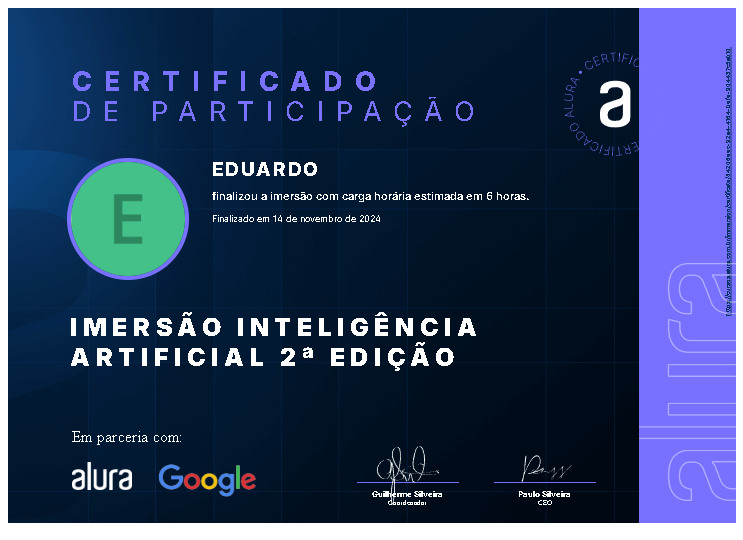 CERTIFICADO
DE PARTICIPAÇÃO
CERTIFICADO ALURA • CERTIFIC
a
EDUARDO
finalizou a imersão com carga horária estimada em 6 horas.
Finalizado em 14 de novembro de 2024
E
IMERSÃO INTELIGÊNCIA
ARTIFICIAL 2ª EDIÇÃO
Em parceria com:
alura Google
Guilherme Silveira
Coordenador
Paulo Silveira
CEO
alura